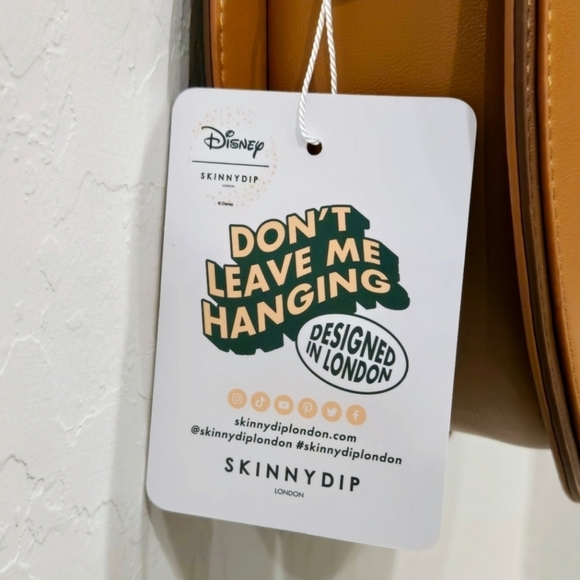 Disney
SKINNYDIP
LONDON
© Disney
DON'T
LEAVE ME
HANGING
DESIGNED
IN LONDON
skinnydiplondon.com
@skinnydiplondon #skinnydiplondon
SKINNYDIP
LONDON